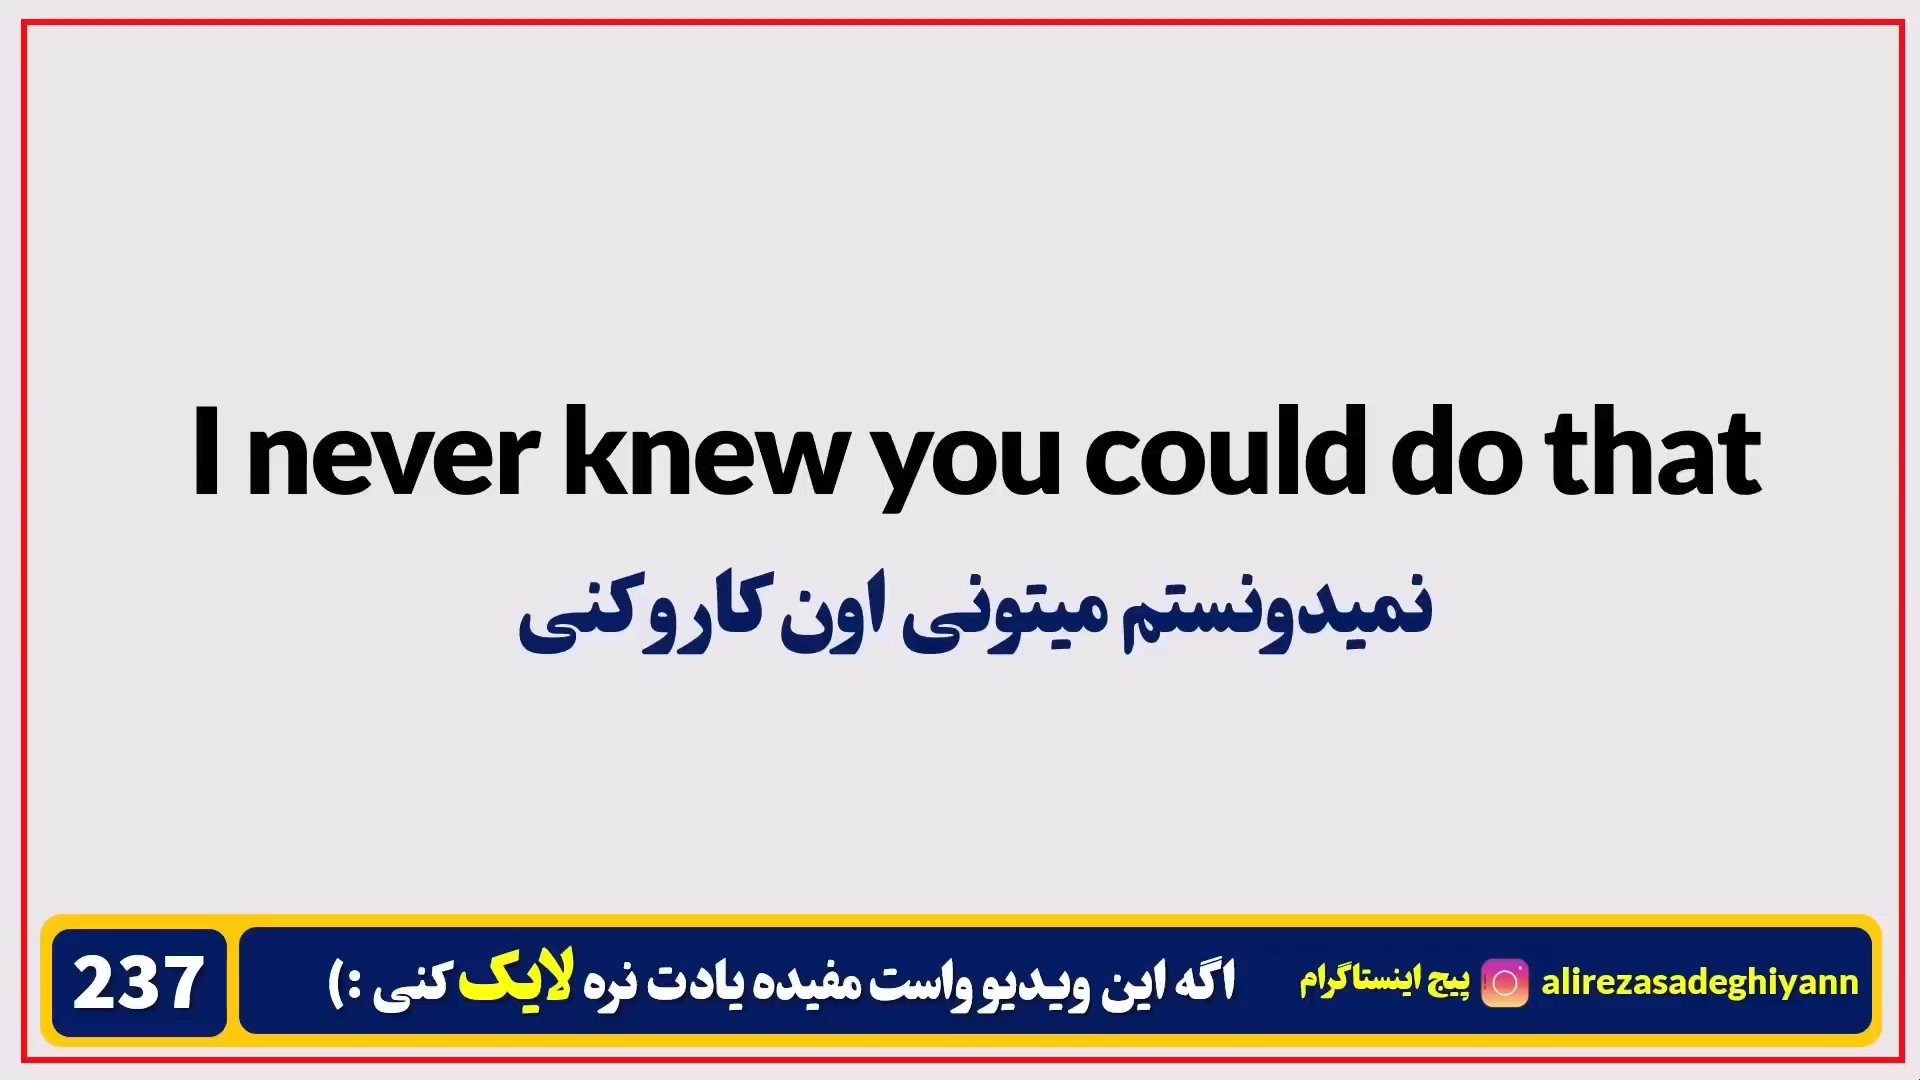 I never knew you could do that
نمیدونستم میتونی اون کارو کنی
237
اگه این ویدیو واست مفیده یادت نره لایک کنی :)
پیج اینستاگرام
alirezasadeghiyann